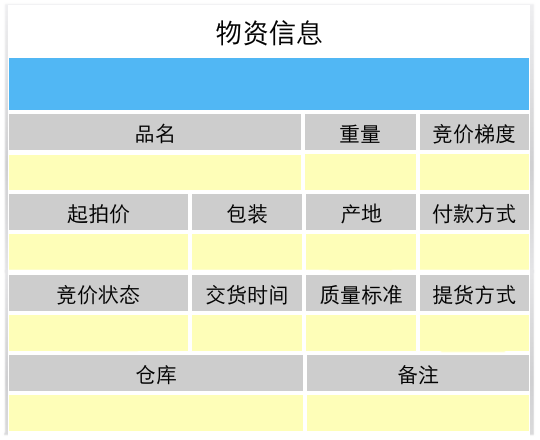 物资信息
品名 重量 竞价梯度
起拍价 包装 产地 付款方式
竞价状态 交货时间 质量标准 提货方式
仓库 备注